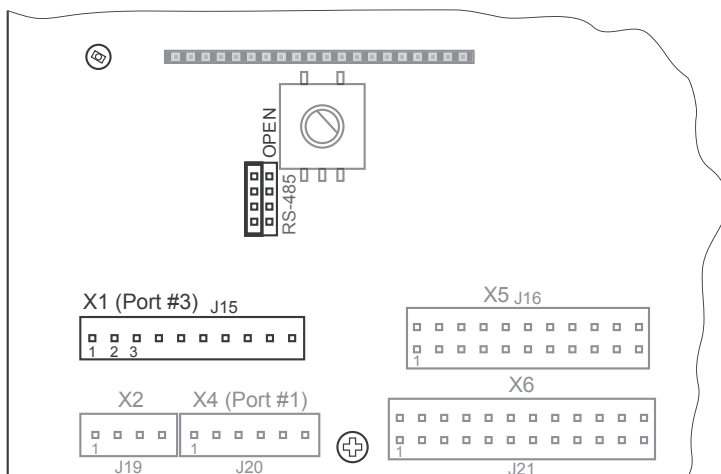 OPEN
RS-485
X1 (Port #3) J15
1 2 3
X5 J16
1
X2
X4 (Port #1)
X6
1
1
1
J19
J20
J21